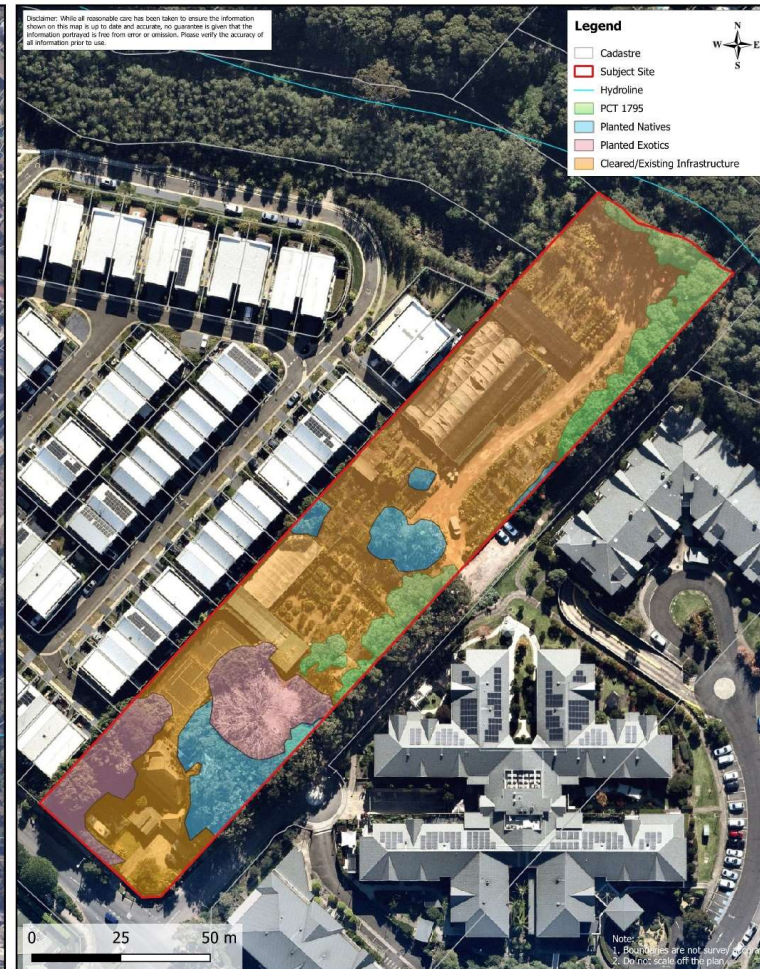 Disclaimer: While all reasonable care has been taken to ensure the information
shown on this map is up to date and accurate, no guarantee is given that the
information portrayed is free from error or omission. Please verify the accuracy of
all information prior to use.
Legend
N
W E
S
Cadastre
Subject Site
Hydroline
PCT 1795
Planted Natives
Planted Exotics
Cleared/Existing Infrastructure
0 25 50 m
Note:
1. Boundaries are not survey
2. Do not scale off the plan